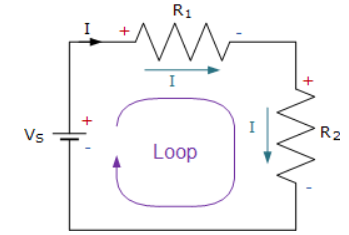 I + R₁ -
I
+
+
Vₛ Loop I R₂
-
-